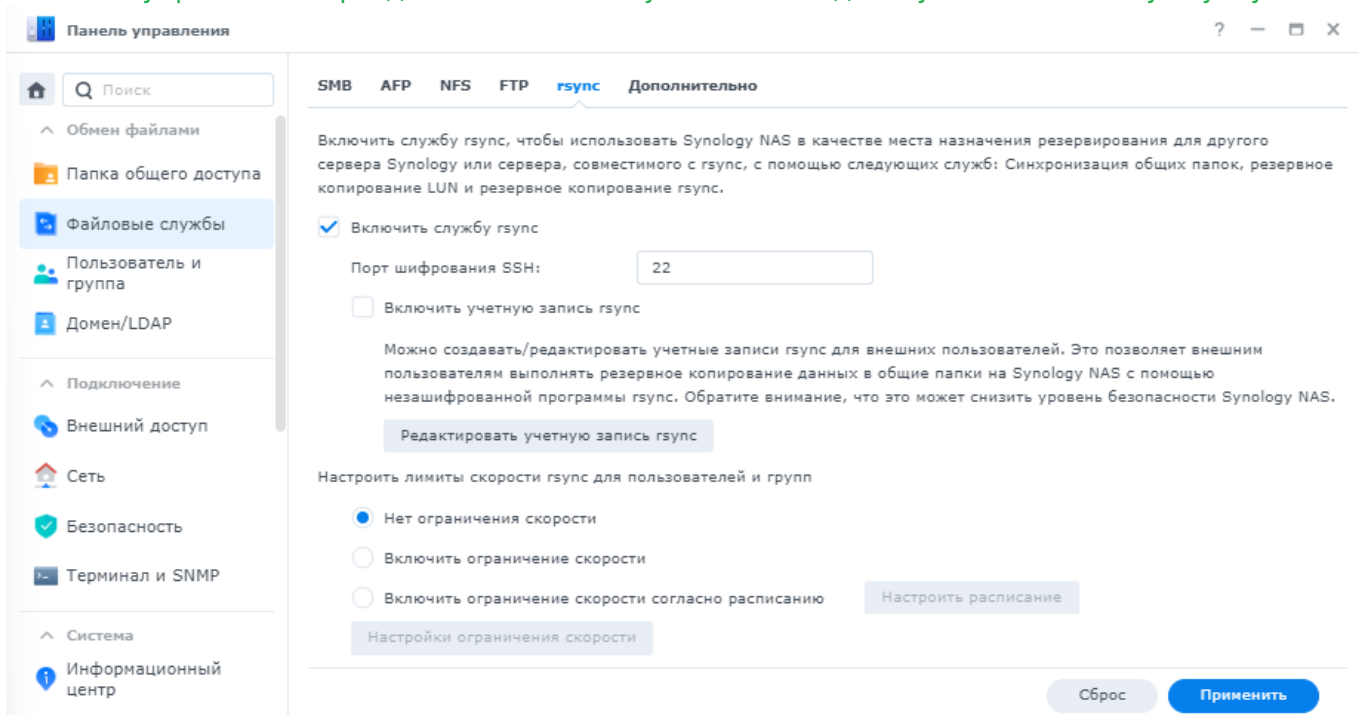 Панель управления
?
Поиск
Обмен файлами
Папка общего доступа
Файловые службы
Пользователь и
группа
Домен/LDAP
Подключение
Внешний доступ
Сеть
Безопасность
Терминал и SNMP
Система
Информационный
центр
SMB AFP NFS FTP rsync Дополнительно
Включить службу rsync, чтобы использовать Synology NAS в качестве места назначения резервирования для другого
сервера Synology или сервера, совместимого с rsync, с помощью следующих служб: Синхронизация общих папок, резервное
копирование LUN и резервное копирование rsync.
Включить службу rsync
Порт шифрования SSH: 22
Включить учетную запись rsync
Можно создавать/редактировать учетные записи rsync для внешних пользователей. Это позволяет внешним
пользователям выполнять резервное копирование данных в общие папки на Synology NAS с помощью
незашифрованной программы rsync. Обратите внимание, что это может снизить уровень безопасности Synology NAS.
Редактировать учетную запись rsync
Настроить лимиты скорости rsync для пользователей и групп
Нет ограничения скорости
Включить ограничение скорости
Включить ограничение скорости согласно расписанию Настроить расписание
Настройки ограничения скорости
Сброс Применить